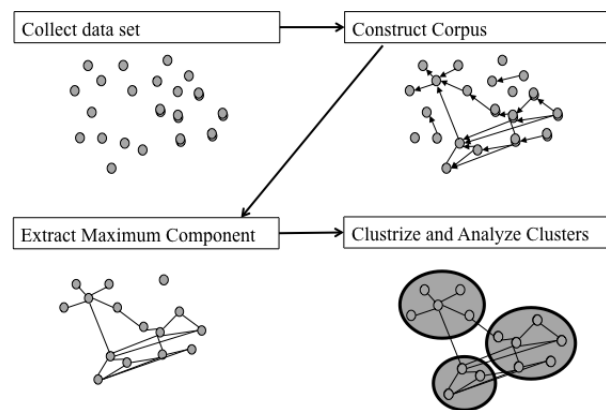 Collect data set
Construct Corpus
Extract Maximum Component
Clustrize and Analyze Clusters